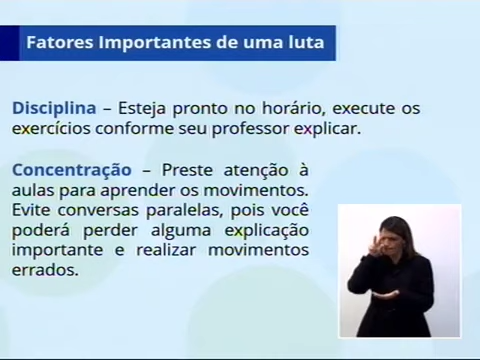 Fatores Importantes de uma luta
Disciplina – Esteja pronto no horário, execute os
exercícios conforme seu professor explicar.
Concentração – Preste atenção à
aulas para aprender os movimentos.
Evite conversas paralelas, pois você
poderá perder alguma explicação
importante e realizar movimentos
errados.